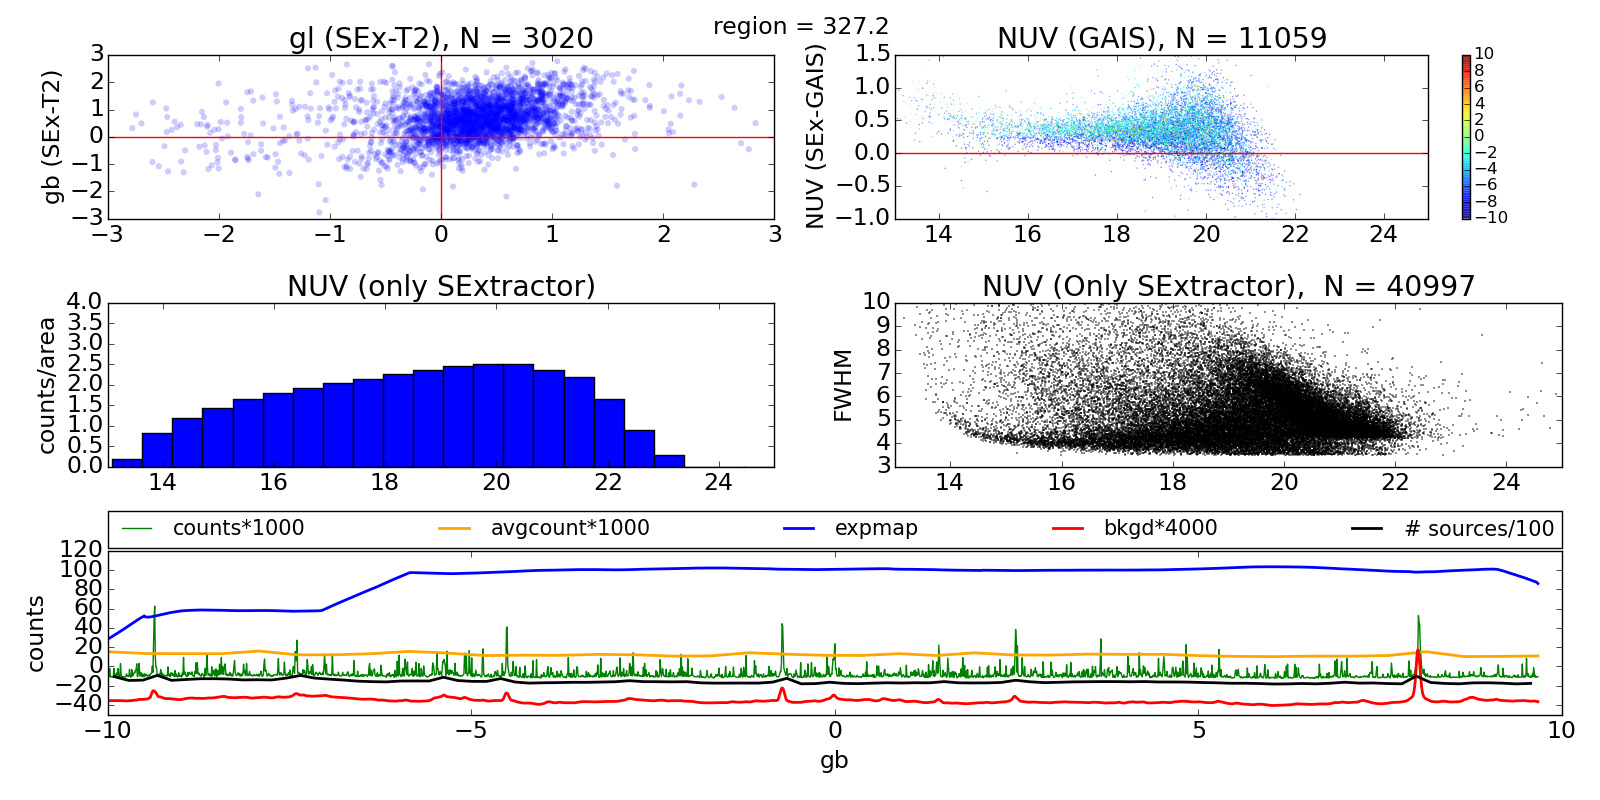 region = 327.2
gl (SEx-T2), N = 3020
gb (SEx-T2)
3
2
1
0
−1
−2
−3
−3 −2 −1 0 1 2 3
NUV (GAIS), N = 11059
NUV (SEx-GAIS)
1.5
1.0
0.5
0.0
−0.5
−1.0
14 16 18 20 22 24
10
8
6
4
2
0
−2
−4
−6
−8
−10
NUV (only SExtractor)
counts/area
4.0
3.5
3.0
2.5
2.0
1.5
1.0
0.5
0.0
14 16 18 20 22 24
NUV (Only SExtractor), N = 40997
FWHM
10
9
8
7
6
5
4
3
14 16 18 20 22 24
counts*1000 avgcount*1000 expmap bkgd*4000 # sources/100
counts
120
100
80
60
40
20
0
−20
−40
−10 −5 0 5 10
gb